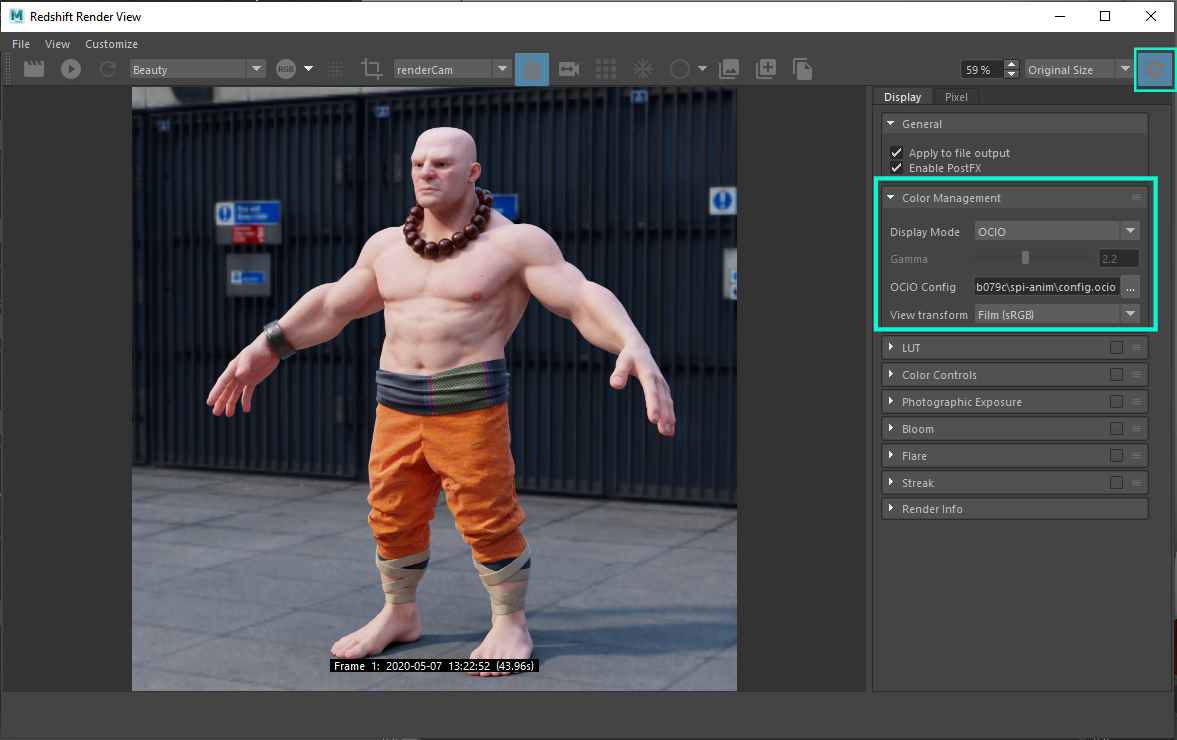 Redshift Render View
File View Customize
Beauty RGB renderCam 59 % Original Size
Display Pixel
General
Apply to file output
Enable PostFX
Color Management
Display Mode OCIO
Gamma 2.2
OCIO Config b079c\spi-anim\config.ocio ...
View transform Film (sRGB)
LUT
Color Controls
Photographic Exposure
Bloom
Flare
Streak
Render Info
Frame 1: 2020-05-07 13:22:52 (43.96s)